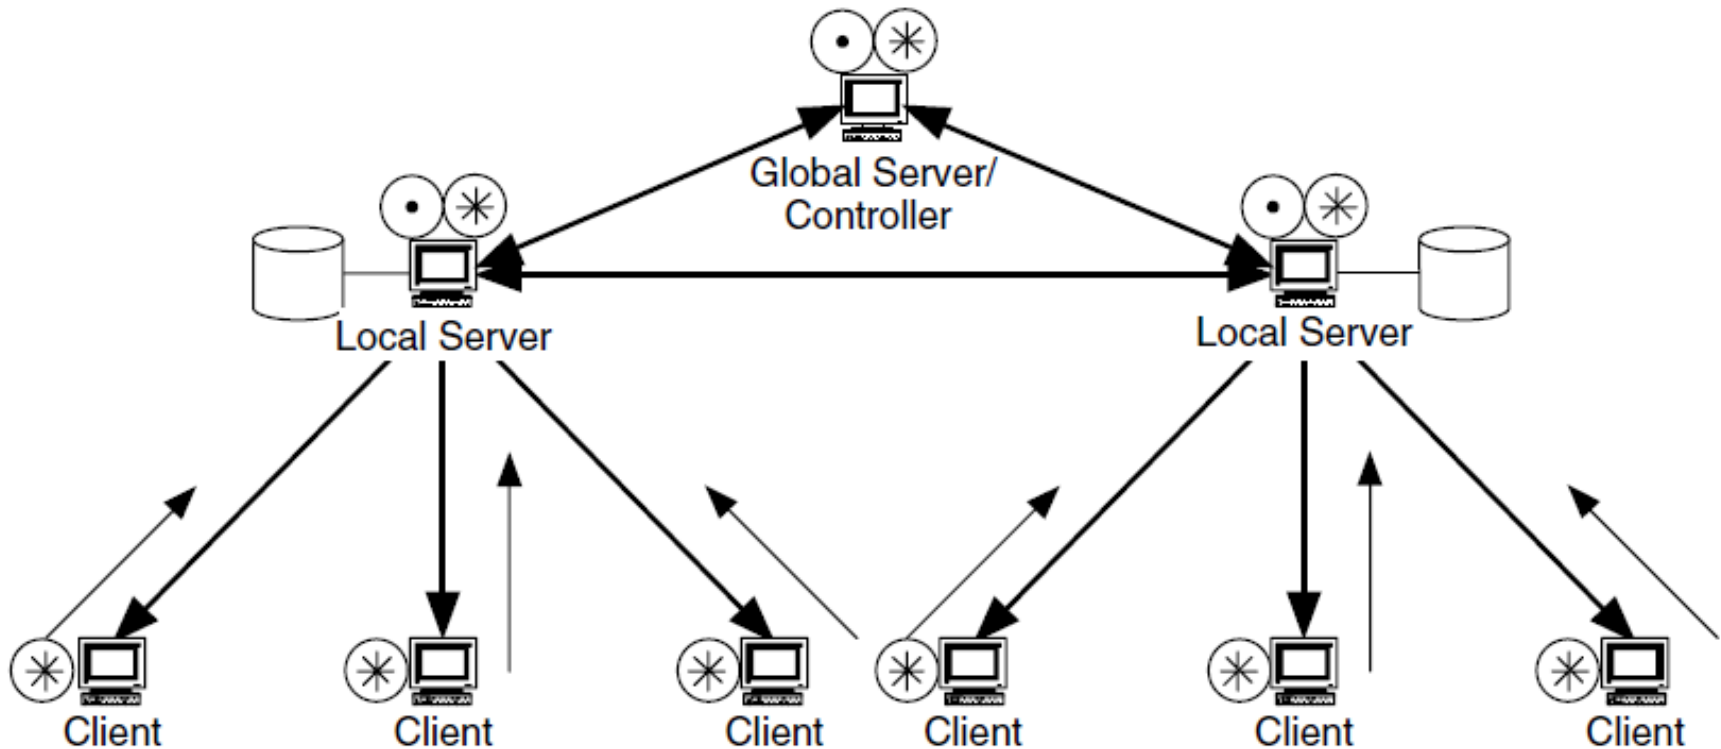 Global Server/
Controller
Local Server
Local Server
Client
Client
Client
Client
Client
Client